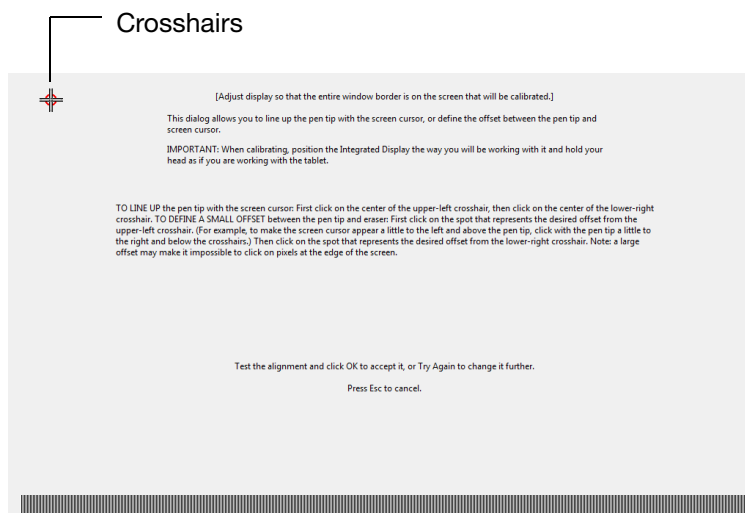 Crosshairs
[Adjust display so that the entire window border is on the screen that will be calibrated.]
This dialog allows you to line up the pen tip with the screen cursor, or define the offset between the pen tip and
screen cursor.
IMPORTANT: When calibrating, position the Integrated Display the way you will be working with it and hold your
head as if you are working with the tablet.
TO LINE UP the pen tip with the screen cursor: First click on the center of the upper-left crosshair, then click on the center of the lower-right
crosshair. TO DEFINE A SMALL OFFSET between the pen tip and eraser: First click on the spot that represents the desired offset from the
upper-left crosshair. (For example, to make the screen cursor appear a little to the left and above the pen tip, click with the pen tip a little to
the right and below the crosshairs.) Then click on the spot that represents the desired offset from the lower-right crosshair. Note: a large
offset may make it impossible to click on pixels at the edge of the screen.
Test the alignment and click OK to accept it, or Try Again to change it further.
Press Esc to cancel.